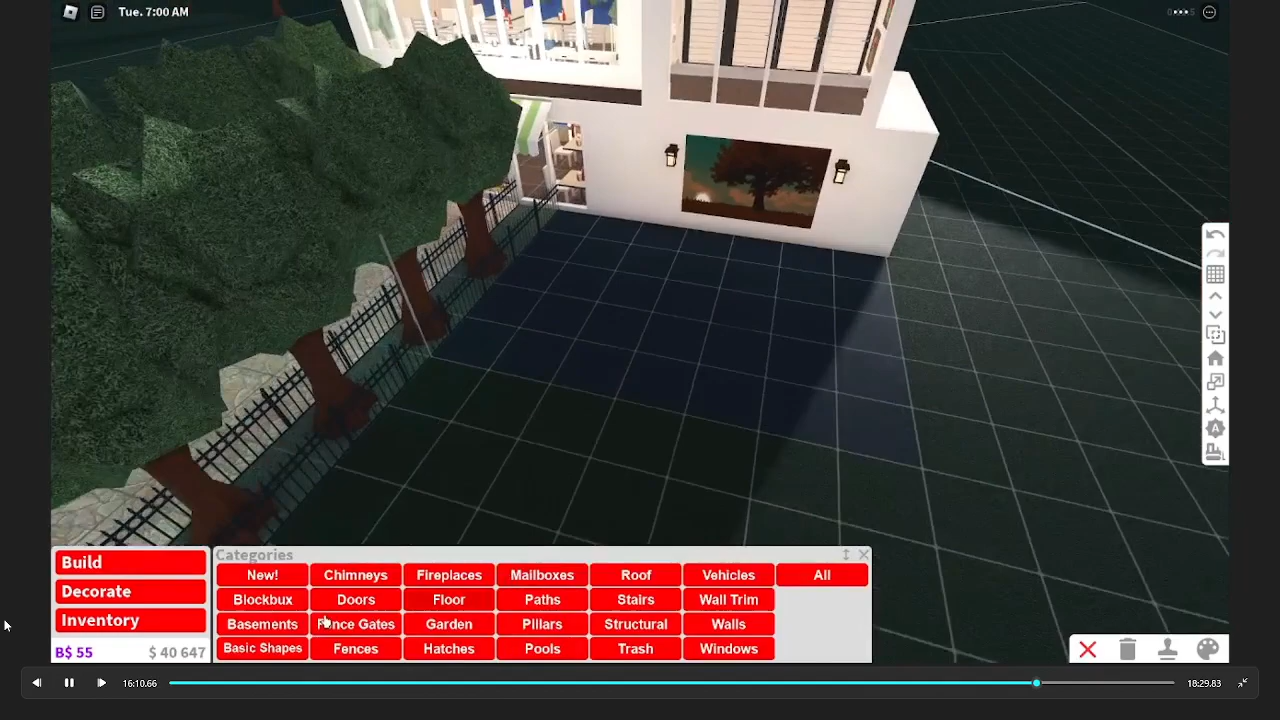 Tue. 7:00 AM
Build
Decorate
Inventory
B$ 55 $ 40 647
Categories
New! Chimneys Fireplaces Mailboxes Roof Vehicles All
Blockbux Doors Floor Paths Stairs Wall Trim
Basements Fence Gates Garden Pillars Structural Walls
Basic Shapes Fences Hatches Pools Trash Windows
16:10.66
18:29.83